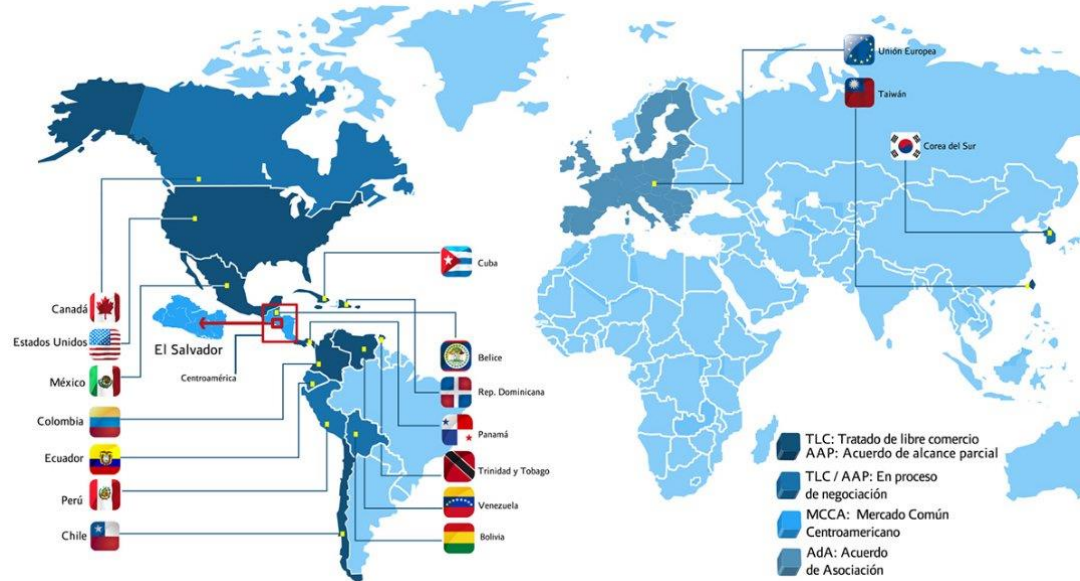 Unión Europea
Taiwán
Corea del Sur
Cuba
Canadá
Estados Unidos
El Salvador
Centroamérica
México
Belice
Rep. Dominicana
Colombia
Panamá
Ecuador
Trinidad y Tobago
Perú
Venezuela
Chile
Bolivia
TLC: Tratado de libre comercio
AAP: Acuerdo de alcance parcial
TLC / AAP: En proceso
de negociación
MCCA: Mercado Común
Centroamericano
AdA: Acuerdo
de Asociación